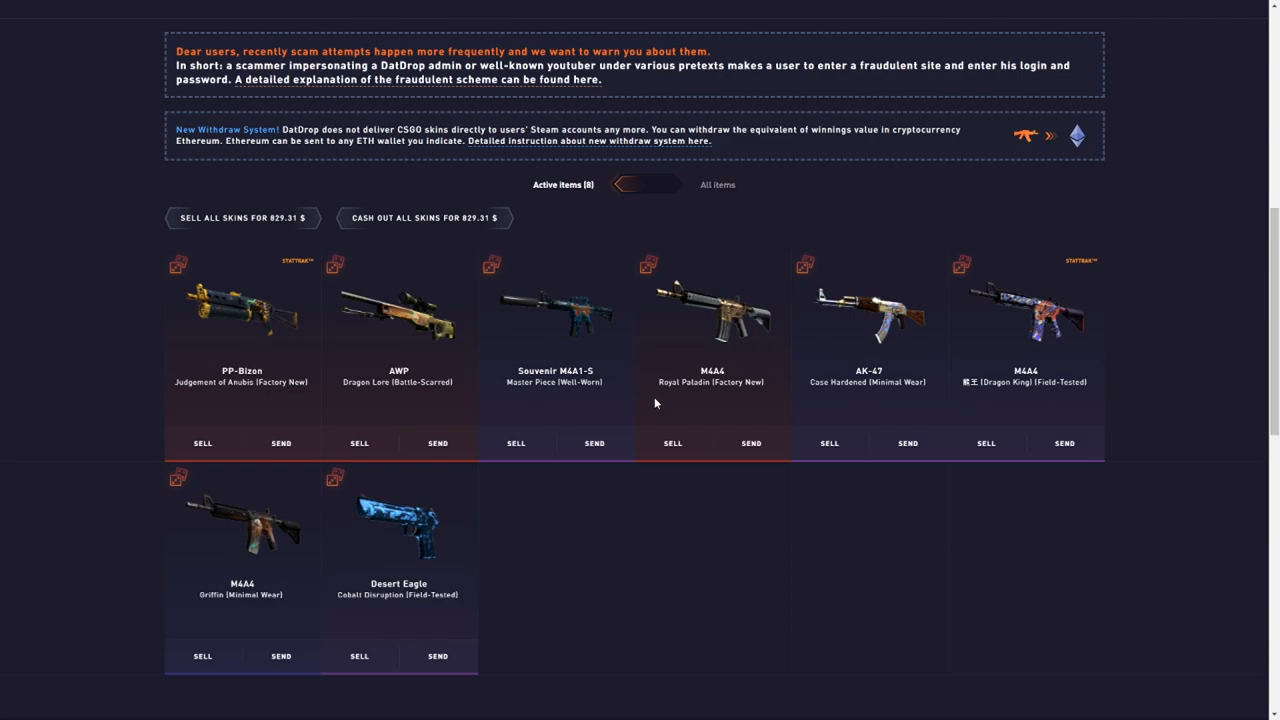 Dear users, recently scam attempts happen more frequently and we want to warn you about them.
In short: a scammer impersonating a DatDrop admin or well-known youtuber under various pretexts makes a user to enter a fraudulent site and enter his login and
password. A detailed explanation of the fraudulent scheme can be found here.
New Withdraw System! DatDrop does not deliver CSGO skins directly to users' Steam accounts any more. You can withdraw the equivalent of winnings value in cryptocurrency
Ethereum. Ethereum can be sent to any ETH wallet you indicate. Detailed instruction about new withdraw system here.
Active items (8) All items
SELL ALL SKINS FOR 829.31 $ CASH OUT ALL SKINS FOR 829.31 $
STATTRAK™
PP-Bizon
Judgement of Anubis (Factory New)
SELL SEND
AWP
Dragon Lore (Battle-Scarred)
SELL SEND
Souvenir M4A1-S
Master Piece (Well-Worn)
SELL SEND
M4A4
Royal Paladin (Factory New)
SELL SEND
AK-47
Case Hardened (Minimal Wear)
SELL SEND
STATTRAK™
M4A4
龍王 (Dragon King) (Field-Tested)
SELL SEND
M4A4
Griffin (Minimal Wear)
SELL SEND
Desert Eagle
Cobalt Disruption (Field-Tested)
SELL SEND